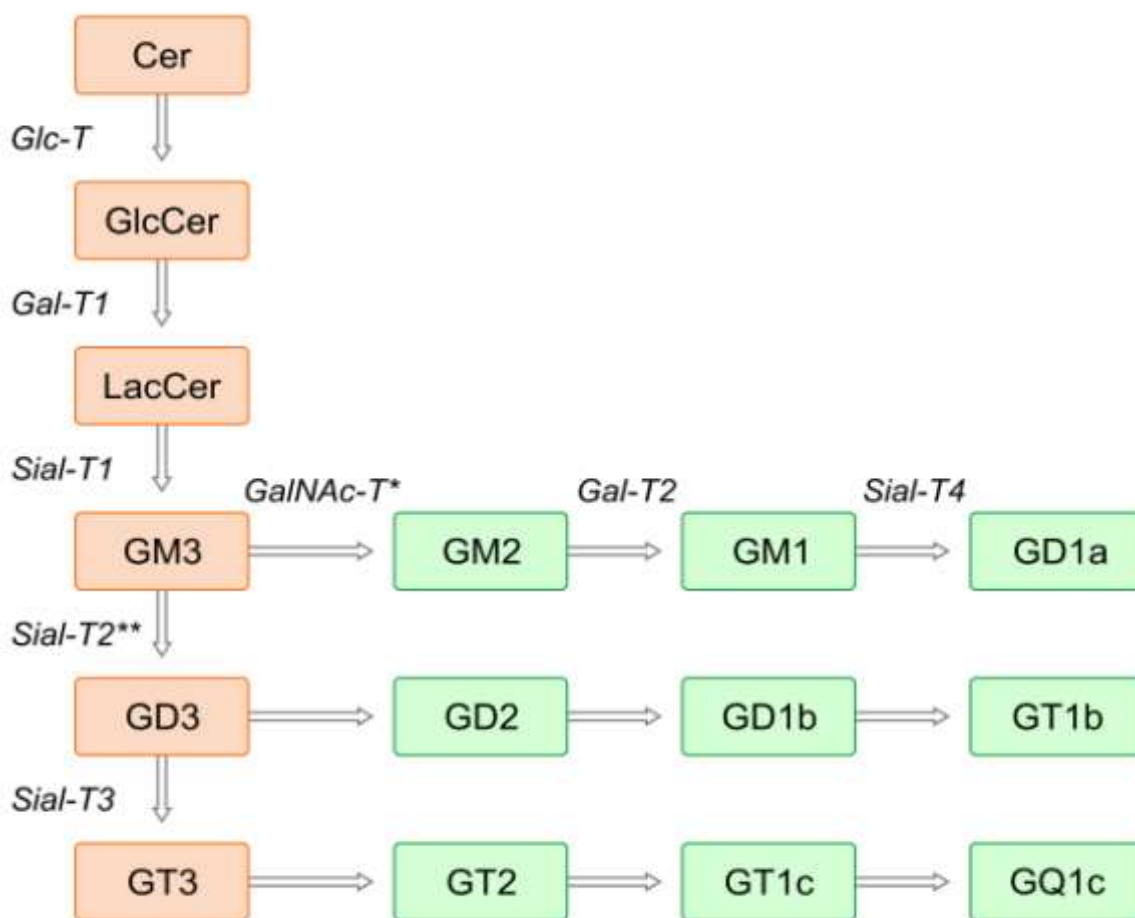 Cer
Glc-T
GlcCer
Gal-T1
LacCer
Sial-T1
GalNAc-T* Gal-T2 Sial-T4
GM3 GM2 GM1 GD1a
Sial-T2**
GD3 GD2 GD1b GT1b
Sial-T3
GT3 GT2 GT1c GQ1c